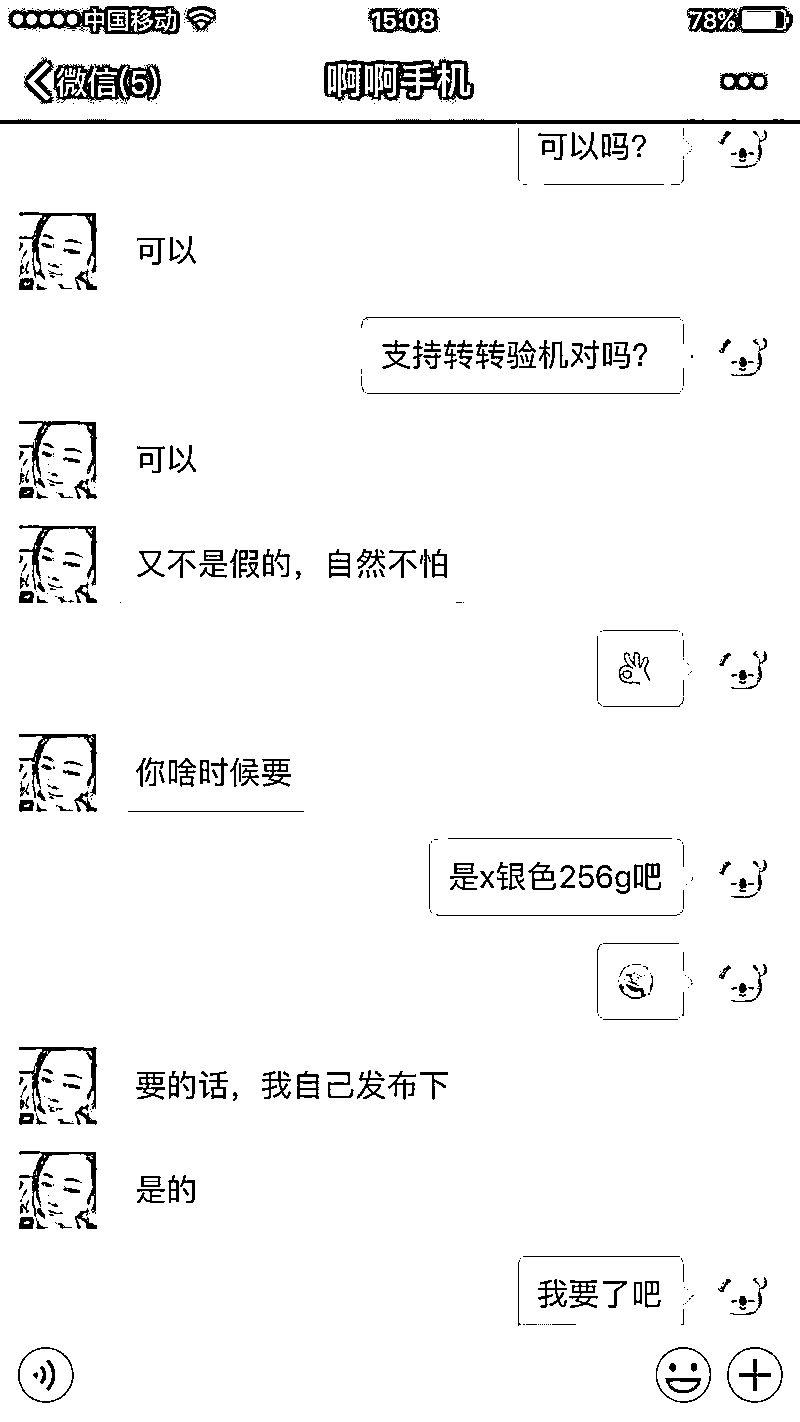 中国移动 15:08 78%
微信(5) 啊啊手机
可以吗?
可以
支持转转验机对吗?
可以
又不是假的，自然不怕
你啥时候要
是x银色256g吧
要的话，我自己发布下
是的
我要了吧